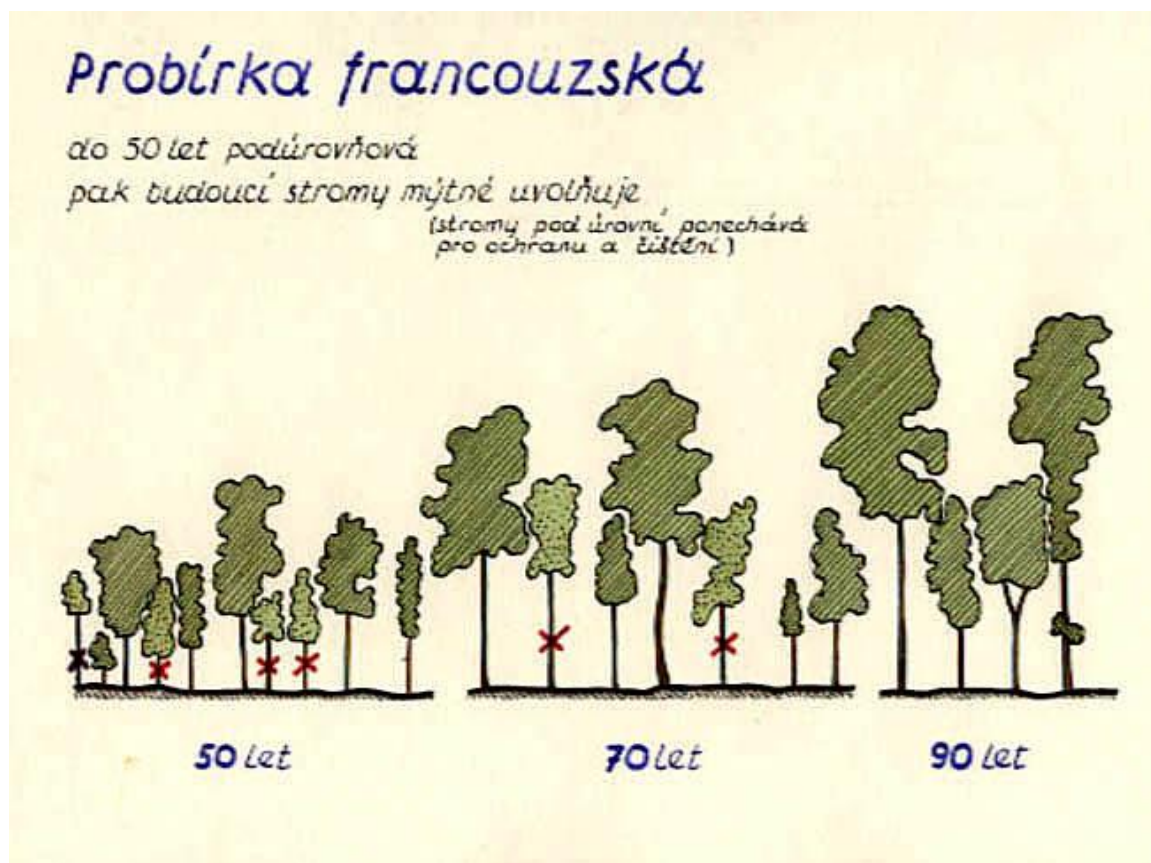 Probírka francouzská
do 50 let podúrovňová
pak budoucí stromy mýtné uvolňuje
(stromy pod úrovní ponechává
pro ochranu a čištění)
50 let
70 let
90 let